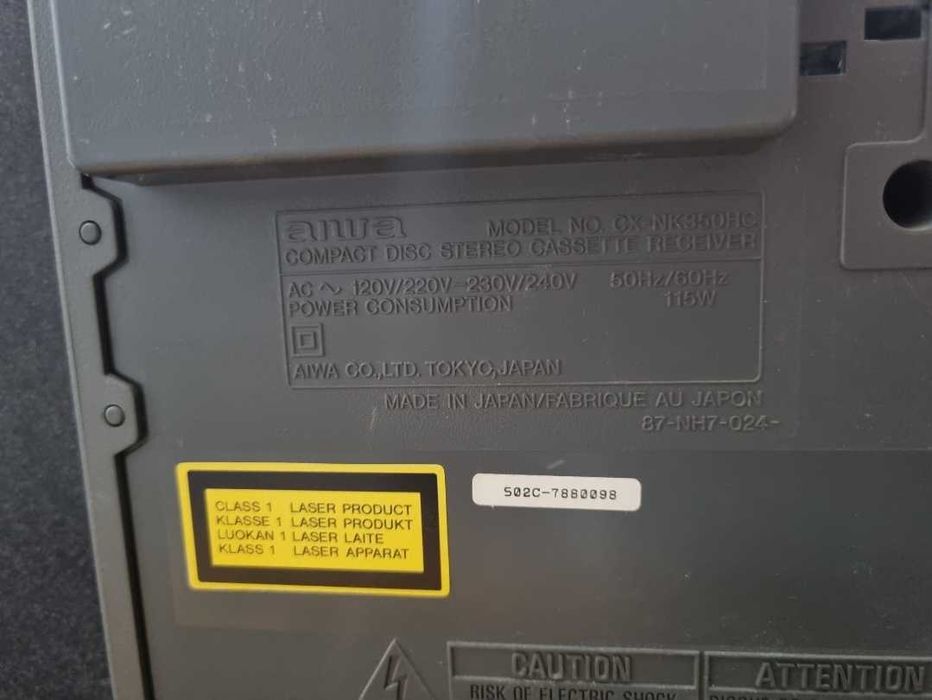 aiwa MODEL NO. CX-NK350HC
COMPACT DISC STEREO CASSETTE RECEIVER
AC ~ 120V/220V-230V/240V 50Hz/60Hz
POWER CONSUMPTION 115W
AIWA CO.,LTD. TOKYO,JAPAN
MADE IN JAPAN/FABRIQUE AU JAPON
87-NH7-024-
CLASS 1 LASER PRODUCT
KLASSE 1 LASER PRODUKT
LUOKAN 1 LASER LAITE
KLASS 1 LASER APPARAT
502C-7880098
CAUTION
RISK OF ELECTRIC SHOCK
ATTENTION